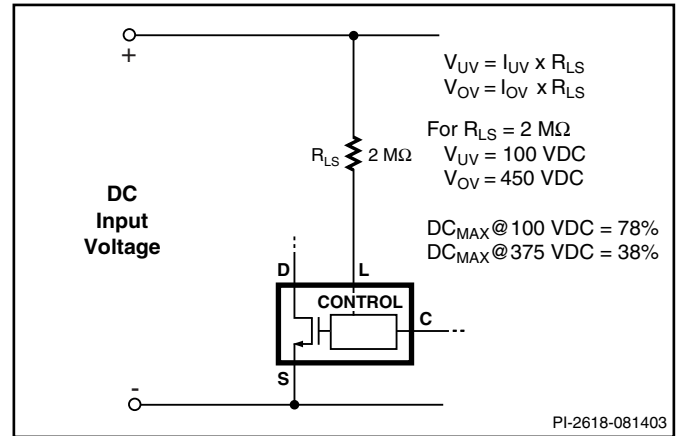 +
V_UV = I_UV x R_LS
V_OV = I_OV x R_LS
For R_LS = 2 MΩ
V_UV = 100 VDC
V_OV = 450 VDC
DC_MAX@100 VDC = 78%
DC_MAX@375 VDC = 38%
R_LS 2 MΩ
DC
Input
Voltage
D L
CONTROL
C
S
-
PI-2618-081403